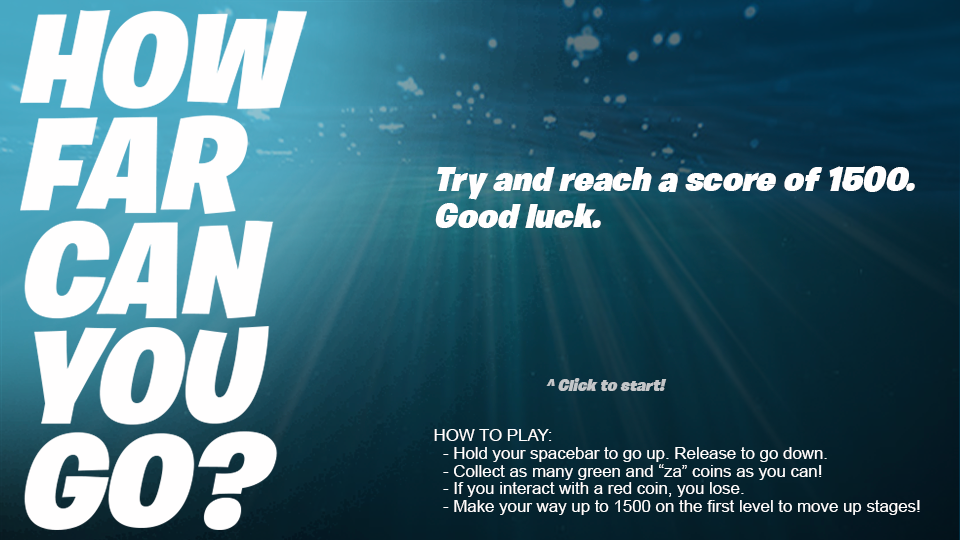 HOW
FAR
CAN
YOU
GO?
Try and reach a score of 1500.
Good luck.
^ Click to start!
HOW TO PLAY:
- Hold your spacebar to go up. Release to go down.
- Collect as many green and “za” coins as you can!
- If you interact with a red coin, you lose.
- Make your way up to 1500 on the first level to move up stages!